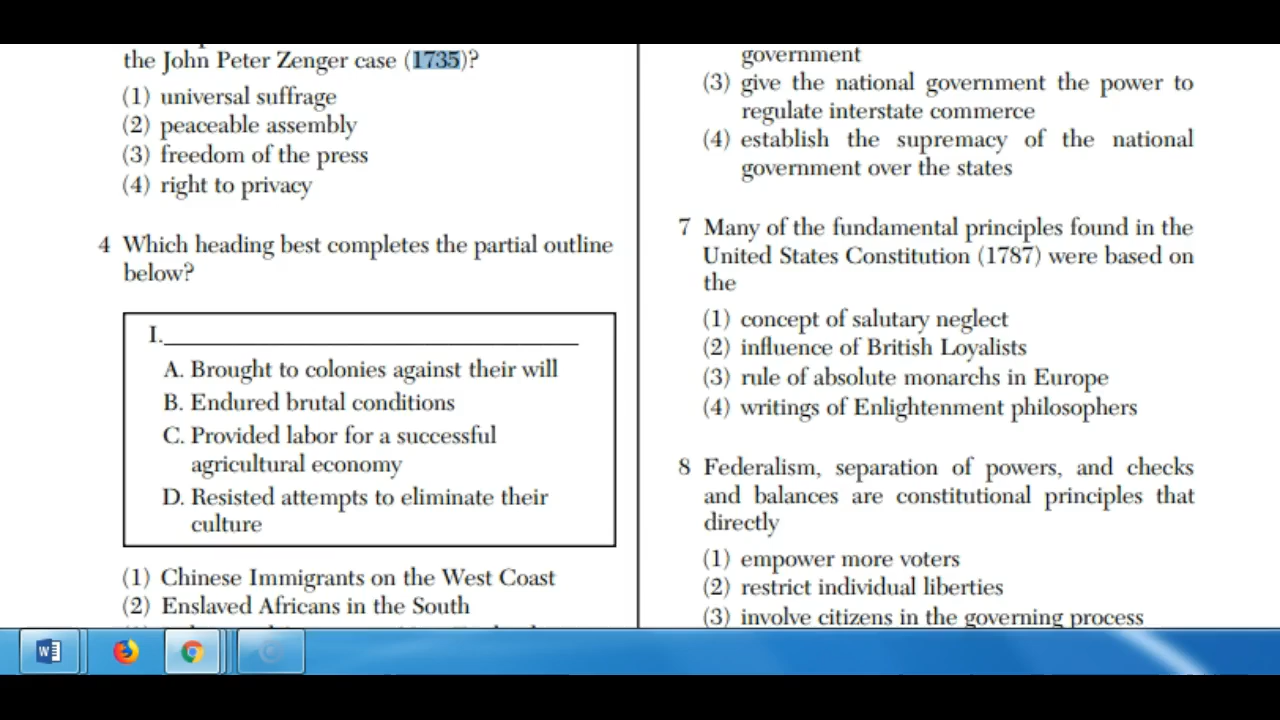 the John Peter Zenger case (1735)?
(1) universal suffrage
(2) peaceable assembly
(3) freedom of the press
(4) right to privacy
4 Which heading best completes the partial outline
below?
I.
A. Brought to colonies against their will
B. Endured brutal conditions
C. Provided labor for a successful
agricultural economy
D. Resisted attempts to eliminate their
culture
(1) Chinese Immigrants on the West Coast
(2) Enslaved Africans in the South
government
(3) give the national government the power to
regulate interstate commerce
(4) establish the supremacy of the national
government over the states
7 Many of the fundamental principles found in the
United States Constitution (1787) were based on
the
(1) concept of salutary neglect
(2) influence of British Loyalists
(3) rule of absolute monarchs in Europe
(4) writings of Enlightenment philosophers
8 Federalism, separation of powers, and checks
and balances are constitutional principles that
directly
(1) empower more voters
(2) restrict individual liberties
(3) involve citizens in the governing process
W